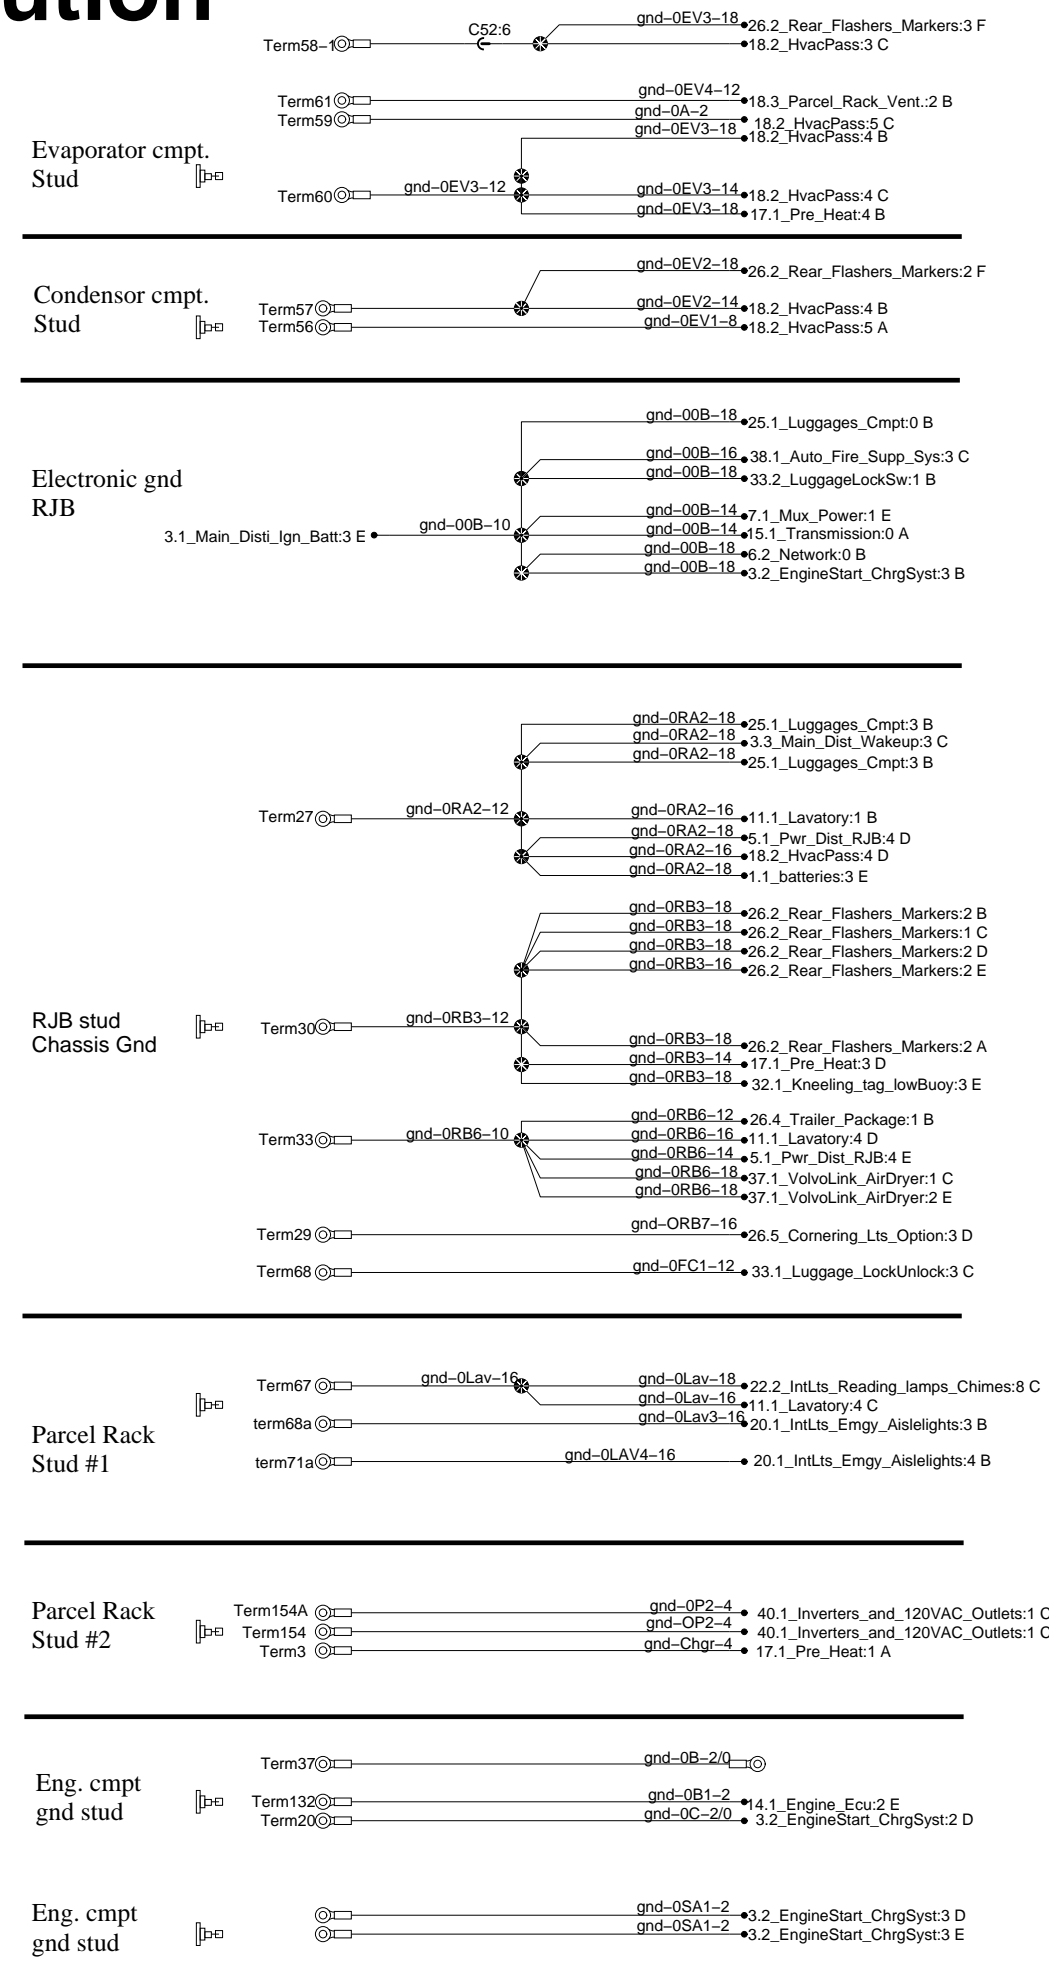 ution
gnd–0EV3–18
26.2_Rear_Flashers_Markers:3 F
C52:6
Term58–1
18.2_HvacPass:3 C
gnd–0EV4–12
Term61
18.3_Parcel_Rack_Vent.:2 B
gnd–0A–2
Term59
18.2_HvacPass:5 C
gnd–0EV3–18
18.2_HvacPass:4 B
Evaporator cmpt.
Stud
gnd–0EV3–12
gnd–0EV3–14
Term60
18.2_HvacPass:4 C
gnd–0EV3–18
17.1_Pre_Heat:4 B
gnd–0EV2–18
26.2_Rear_Flashers_Markers:2 F
Condensor cmpt.
Stud
gnd–0EV2–14
Term57
18.2_HvacPass:4 B
gnd–0EV1–8
Term56
18.2_HvacPass:5 A
gnd–00B–18
25.1_Luggages_Cmpt:0 B
gnd–00B–16
38.1_Auto_Fire_Supp_Sys:3 C
gnd–00B–18
33.2_LuggageLockSw:1 B
Electronic gnd
RJB
gnd–00B–14
7.1_Mux_Power:1 E
3.1_Main_Disti_Ign_Batt:3 E
gnd–00B–10
gnd–00B–14
15.1_Transmission:0 A
gnd–00B–18
6.2_Network:0 B
gnd–00B–18
3.2_EngineStart_ChrgSyst:3 B
gnd–0RA2–18
25.1_Luggages_Cmpt:3 B
gnd–0RA2–18
3.3_Main_Dist_Wakeup:3 C
gnd–0RA2–18
25.1_Luggages_Cmpt:3 B
Term27
gnd–0RA2–12
gnd–0RA2–16
11.1_Lavatory:1 B
gnd–0RA2–18
5.1_Pwr_Dist_RJB:4 D
gnd–0RA2–16
18.2_HvacPass:4 D
gnd–0RA2–18
1.1_batteries:3 E
gnd–0RB3–18
26.2_Rear_Flashers_Markers:2 B
gnd–0RB3–18
26.2_Rear_Flashers_Markers:1 C
gnd–0RB3–18
26.2_Rear_Flashers_Markers:2 D
gnd–0RB3–16
26.2_Rear_Flashers_Markers:2 E
RJB stud
Chassis Gnd
Term30
gnd–0RB3–12
gnd–0RB3–18
26.2_Rear_Flashers_Markers:2 A
gnd–0RB3–14
17.1_Pre_Heat:3 D
gnd–0RB3–18
32.1_Kneeling_tag_lowBuoy:3 E
gnd–0RB6–12
26.4_Trailer_Package:1 B
Term33
gnd–0RB6–10
gnd–0RB6–16
11.1_Lavatory:4 D
gnd–0RB6–14
5.1_Pwr_Dist_RJB:4 E
gnd–0RB6–18
37.1_VolvoLink_AirDryer:1 C
gnd–0RB6–18
37.1_VolvoLink_AirDryer:2 E
Term29
gnd–ORB7–16
26.5_Cornering_Lts_Option:3 D
Term68
gnd–0FC1–12
33.1_Luggage_LockUnlock:3 C
Term67
gnd–0Lav–16
gnd–0Lav–18
22.2_IntLts_Reading_lamps_Chimes:8 C
gnd–0Lav–16
11.1_Lavatory:4 C
term68a
gnd–0Lav3–16
20.1_IntLts_Emgy_Aislelights:3 B
Parcel Rack
Stud #1
term71a
gnd–0LAV4–16
20.1_IntLts_Emgy_Aislelights:4 B
Parcel Rack
Stud #2
Term154A
gnd–0P2–4
40.1_Inverters_and_120VAC_Outlets:1 C
Term154
gnd–OP2–4
40.1_Inverters_and_120VAC_Outlets:1 C
Term3
gnd–Chgr–4
17.1_Pre_Heat:1 A
Term37
gnd–0B–2/0
Eng. cmpt
gnd stud
Term132
gnd–0B1–2
14.1_Engine_Ecu:2 E
Term20
gnd–0C–2/0
3.2_EngineStart_ChrgSyst:2 D
Eng. cmpt
gnd stud
gnd–0SA1–2
3.2_EngineStart_ChrgSyst:3 D
gnd–0SA1–2
3.2_EngineStart_ChrgSyst:3 E